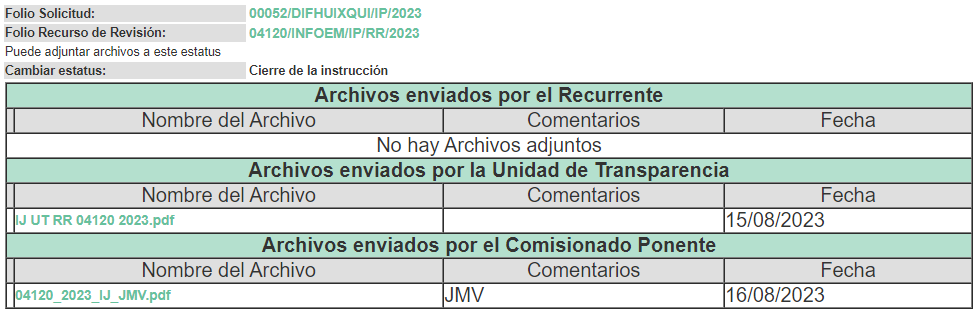 Folio Solicitud: 00052/DIFHUIXQUI/IP/2023
Folio Recurso de Revisión: 04120/INFOEM/IP/RR/2023
Puede adjuntar archivos a este estatus
Cambiar estatus: Cierre de la instrucción
Archivos enviados por el Recurrente
Nombre del Archivo Comentarios Fecha
No hay Archivos adjuntos
Archivos enviados por la Unidad de Transparencia
Nombre del Archivo Comentarios Fecha
IJ UT RR 04120 2023.pdf 15/08/2023
Archivos enviados por el Comisionado Ponente
Nombre del Archivo Comentarios Fecha
04120_2023_IJ_JMV.pdf JMV 16/08/2023